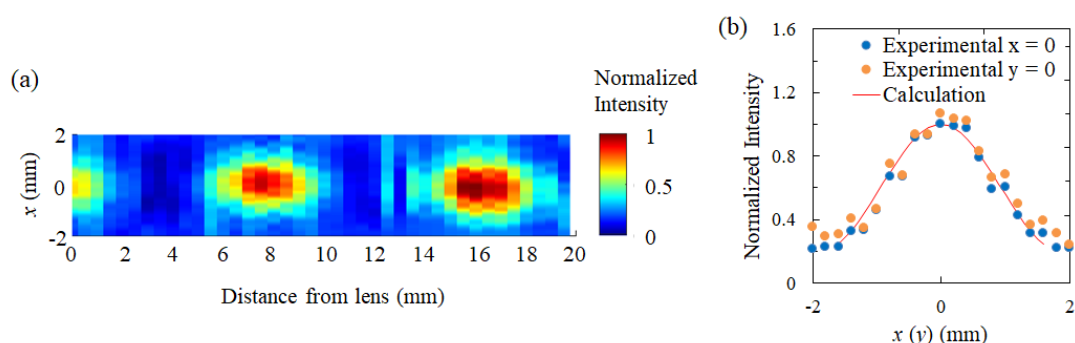 (a)
Normalized
Intensity
2
0
-2
x (mm)
0 2 4 6 8 10 12 14 16 18 20
Distance from lens (mm)
1
0.5
0
(b)
1.6
1.2
0.8
0.4
0
Normalized Intensity
Experimental x = 0
Experimental y = 0
Calculation
-2 0 2
x (y) (mm)